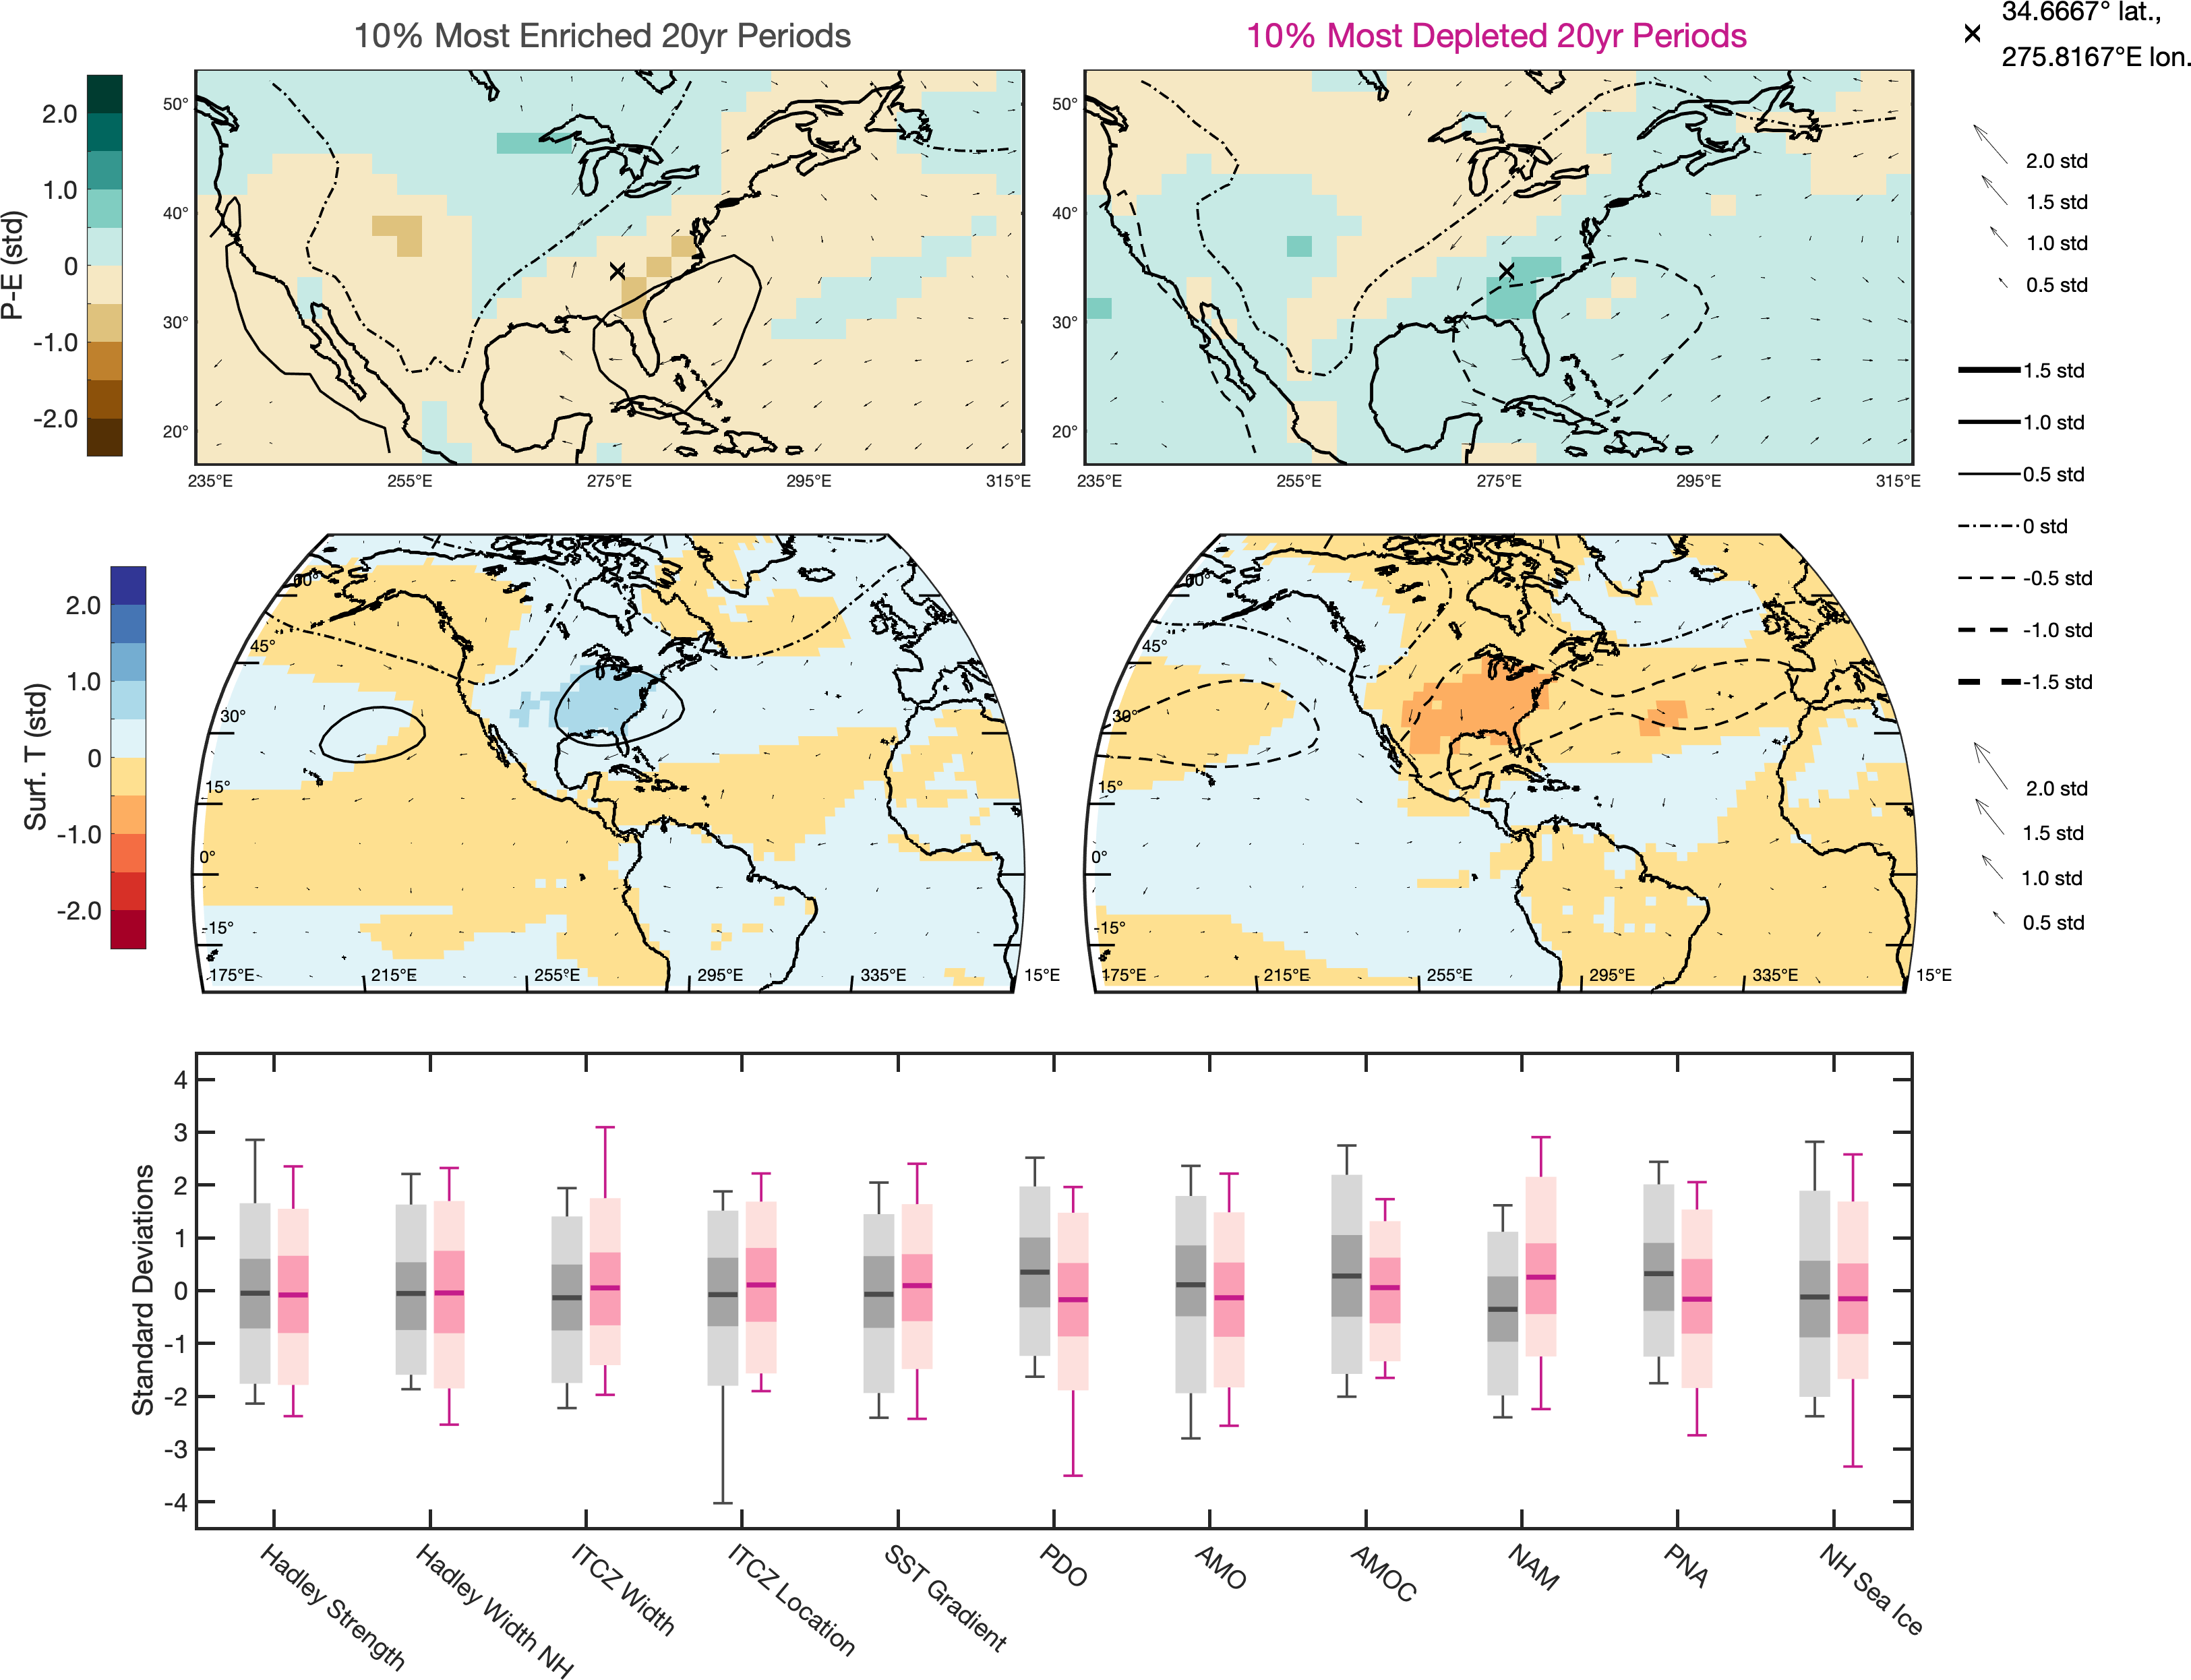 10% Most Enriched 20yr Periods
10% Most Depleted 20yr Periods
34.6667° lat.,
275.8167°E lon.
P-E (std)
2.0
1.0
0
-1.0
-2.0
50°
40°
30°
20°
235°E 255°E 275°E 295°E 315°E
50°
40°
30°
20°
235°E 255°E 275°E 295°E 315°E
2.0 std
1.5 std
1.0 std
0.5 std
1.5 std
1.0 std
0.5 std
0 std
-0.5 std
-1.0 std
-1.5 std
2.0 std
1.5 std
1.0 std
0.5 std
Surf. T (std)
2.0
1.0
0
-1.0
-2.0
60°
45°
30°
15°
0°
-15°
175°E 215°E 255°E 295°E 335°E 15°E
60°
45°
30°
15°
0°
-15°
175°E 215°E 255°E 295°E 335°E 15°E
Standard Deviations
4
3
2
1
0
-1
-2
-3
-4
Hadley Strength
Hadley Width NH
ITCZ Width
ITCZ Location
SST Gradient
PDO
AMO
AMOC
NAM
PNA
NH Sea Ice